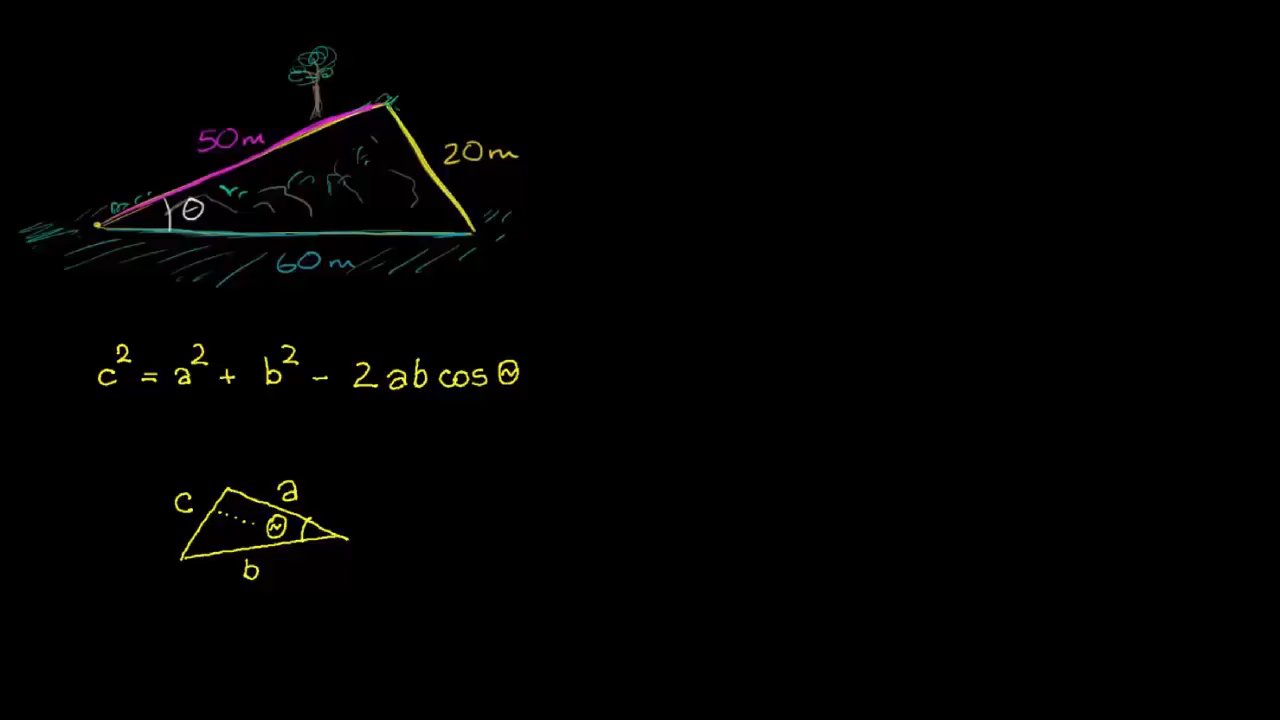 50m
20m
θ
60m
c² = a² + b² - 2ab cos θ
c
a
θ
b